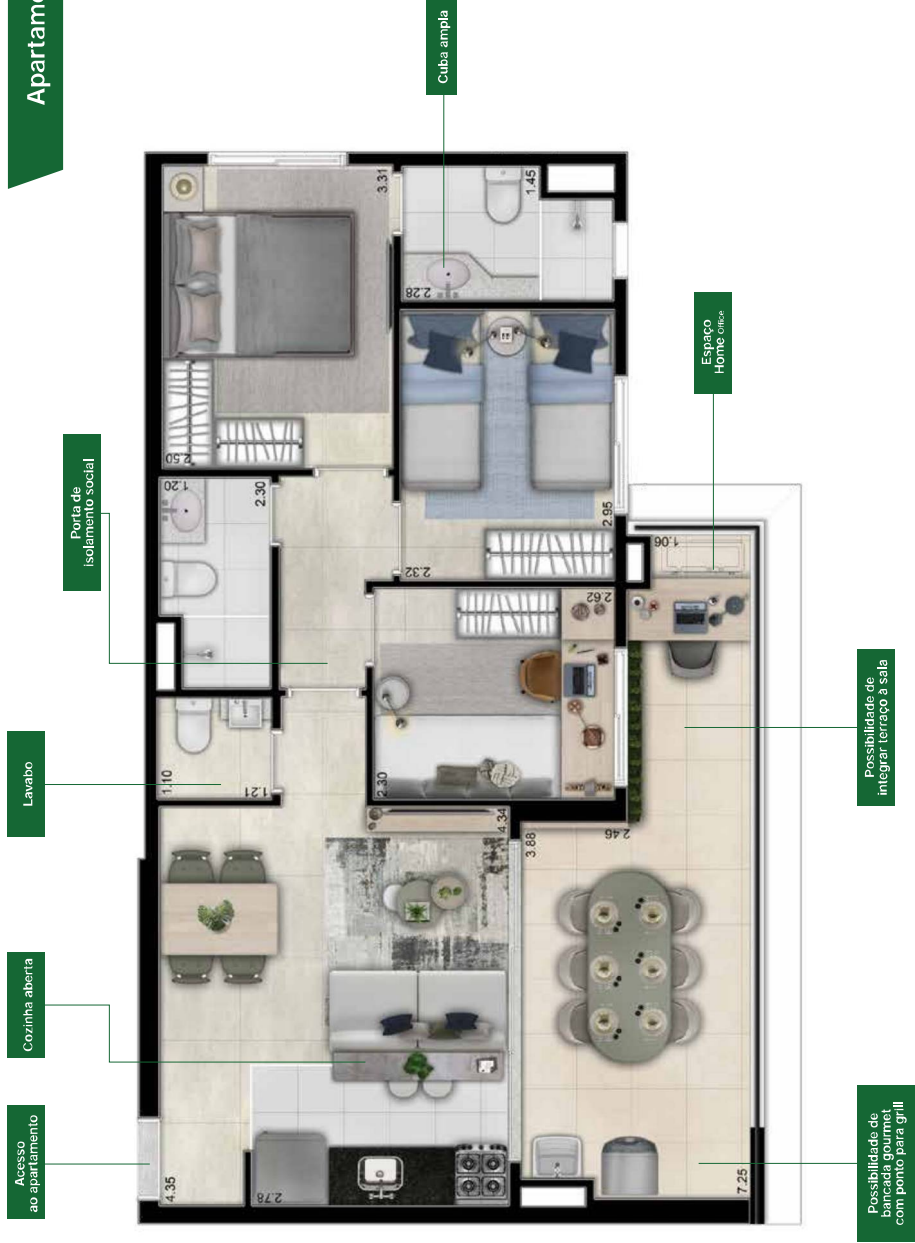 Apartame
Acesso
ao apartamento
Cozinha aberta
Lavabo
Porta de
isolamento social
Cuba ampla
4.35
1.10
1.20
2.50
1.21
2.30
2.78
3.31
2.30
2.32
2.28
4.34
1.45
3.88
2.62
2.95
2.46
1.06
7.25
Espaço
Home Office
Possibilidade de
bancada gourmet
com ponto para grill
Possibilidade de
integrar terraço à sala